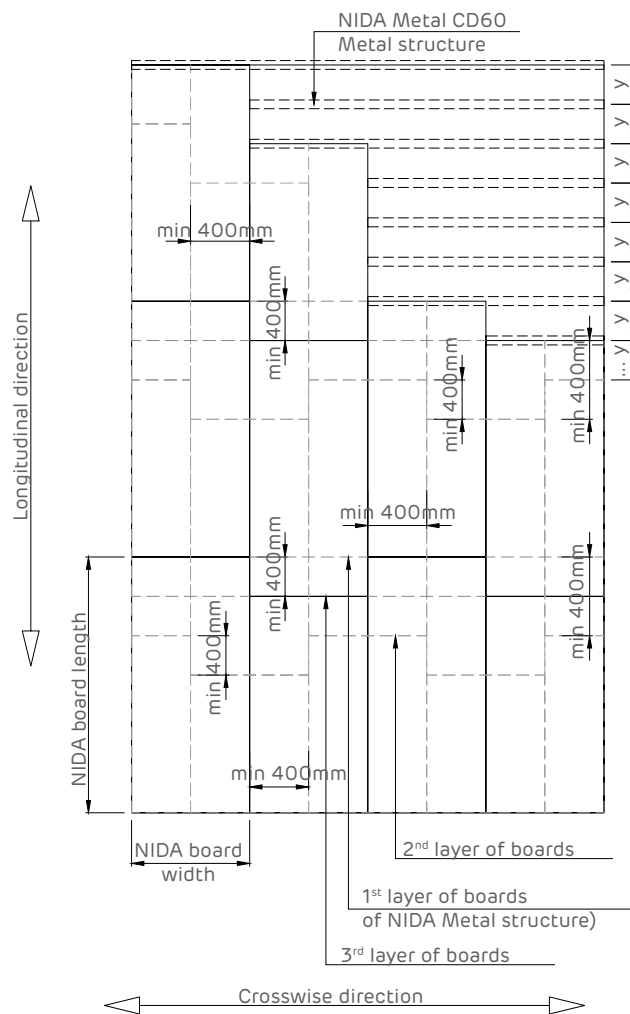 NIDA Metal CD60
Metal structure
y
y
y
y
y
y
y
... y
Longitudinal direction
min 400mm
min 400mm
min 400mm
min 400mm
min 400mm
min 400mm
min 400mm
min 400mm
min 400mm
NIDA board length
NIDA board
width
2nd layer of boards
1st layer of boards
of NIDA Metal structure)
3rd layer of boards
Crosswise direction